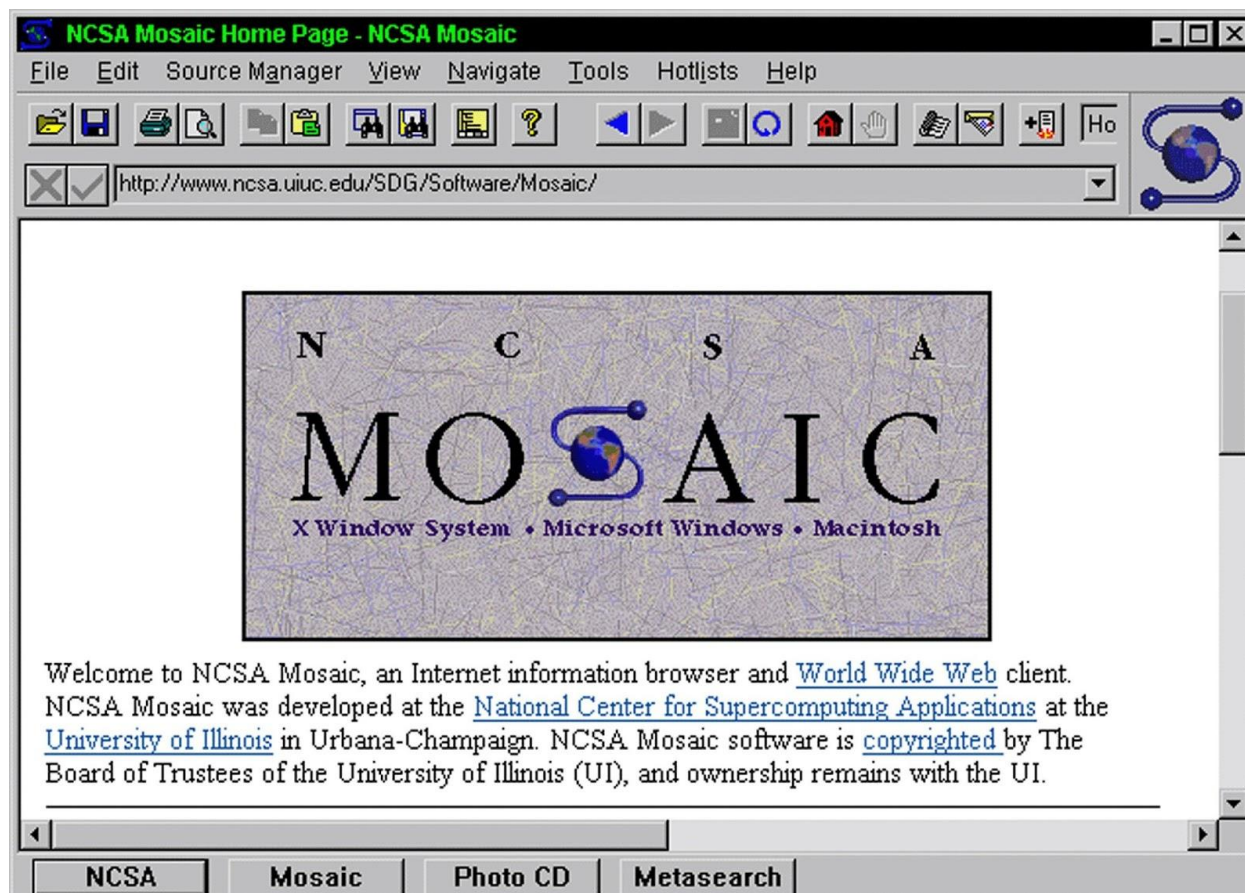 NCSA Mosaic Home Page - NCSA Mosaic
File Edit Source Manager View Navigate Tools Hotlists Help
Ho
http://www.ncsa.uiuc.edu/SDG/Software/Mosaic/
N C S A
MOSAIC
X Window System • Microsoft Windows • Macintosh
Welcome to NCSA Mosaic, an Internet information browser and World Wide Web client.
NCSA Mosaic was developed at the National Center for Supercomputing Applications at the
University of Illinois in Urbana-Champaign. NCSA Mosaic software is copyrighted by The
Board of Trustees of the University of Illinois (UI), and ownership remains with the UI.
NCSA Mosaic Photo CD Metasearch